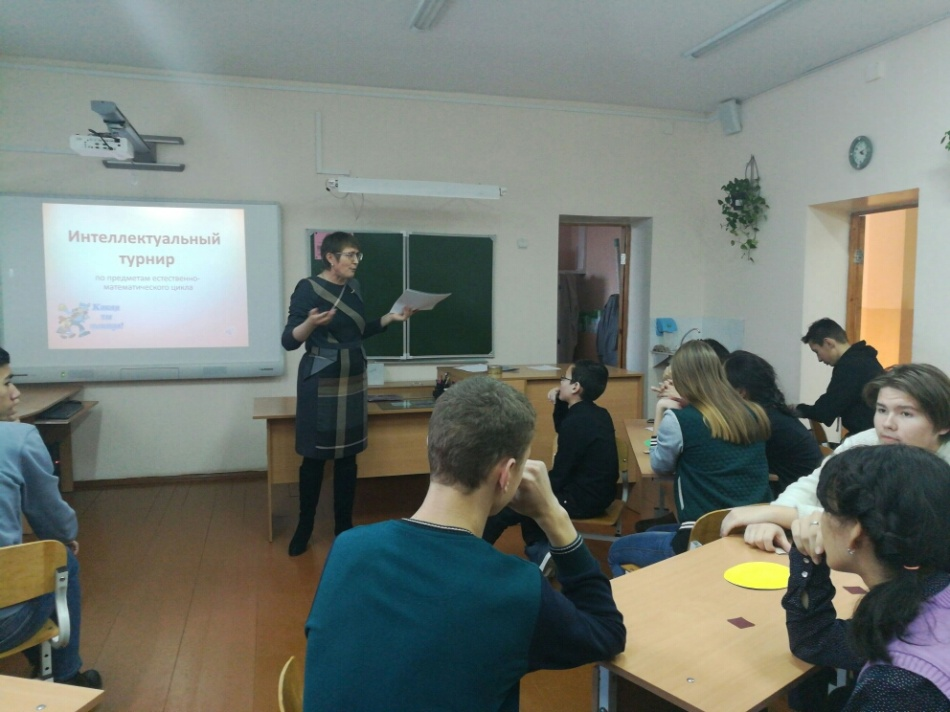 Интеллектуальный
турнир
по предметам естественно-
математического цикла